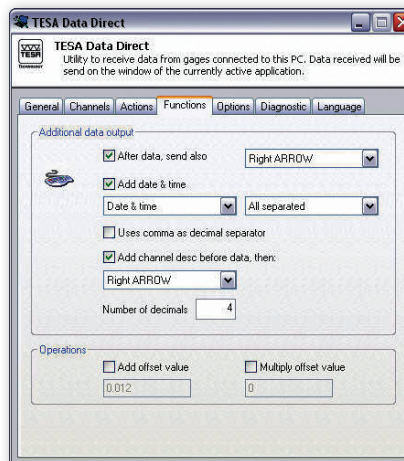 TESA Data Direct
TESA
TECHNOLOGY
TESA Data Direct
Utility to receive data from gages connected to this PC. Data received will be
send on the window of the currently active application.
General Channels Actions Functions Options Diagnostic Language
Additional data output
After data, send also Right ARROW
Add date & time
Date & time All separated
Uses comma as decimal separator
Add channel desc before data, then:
Right ARROW
Number of decimals 4
Operations
Add offset value Multiply offset value
0.012 0